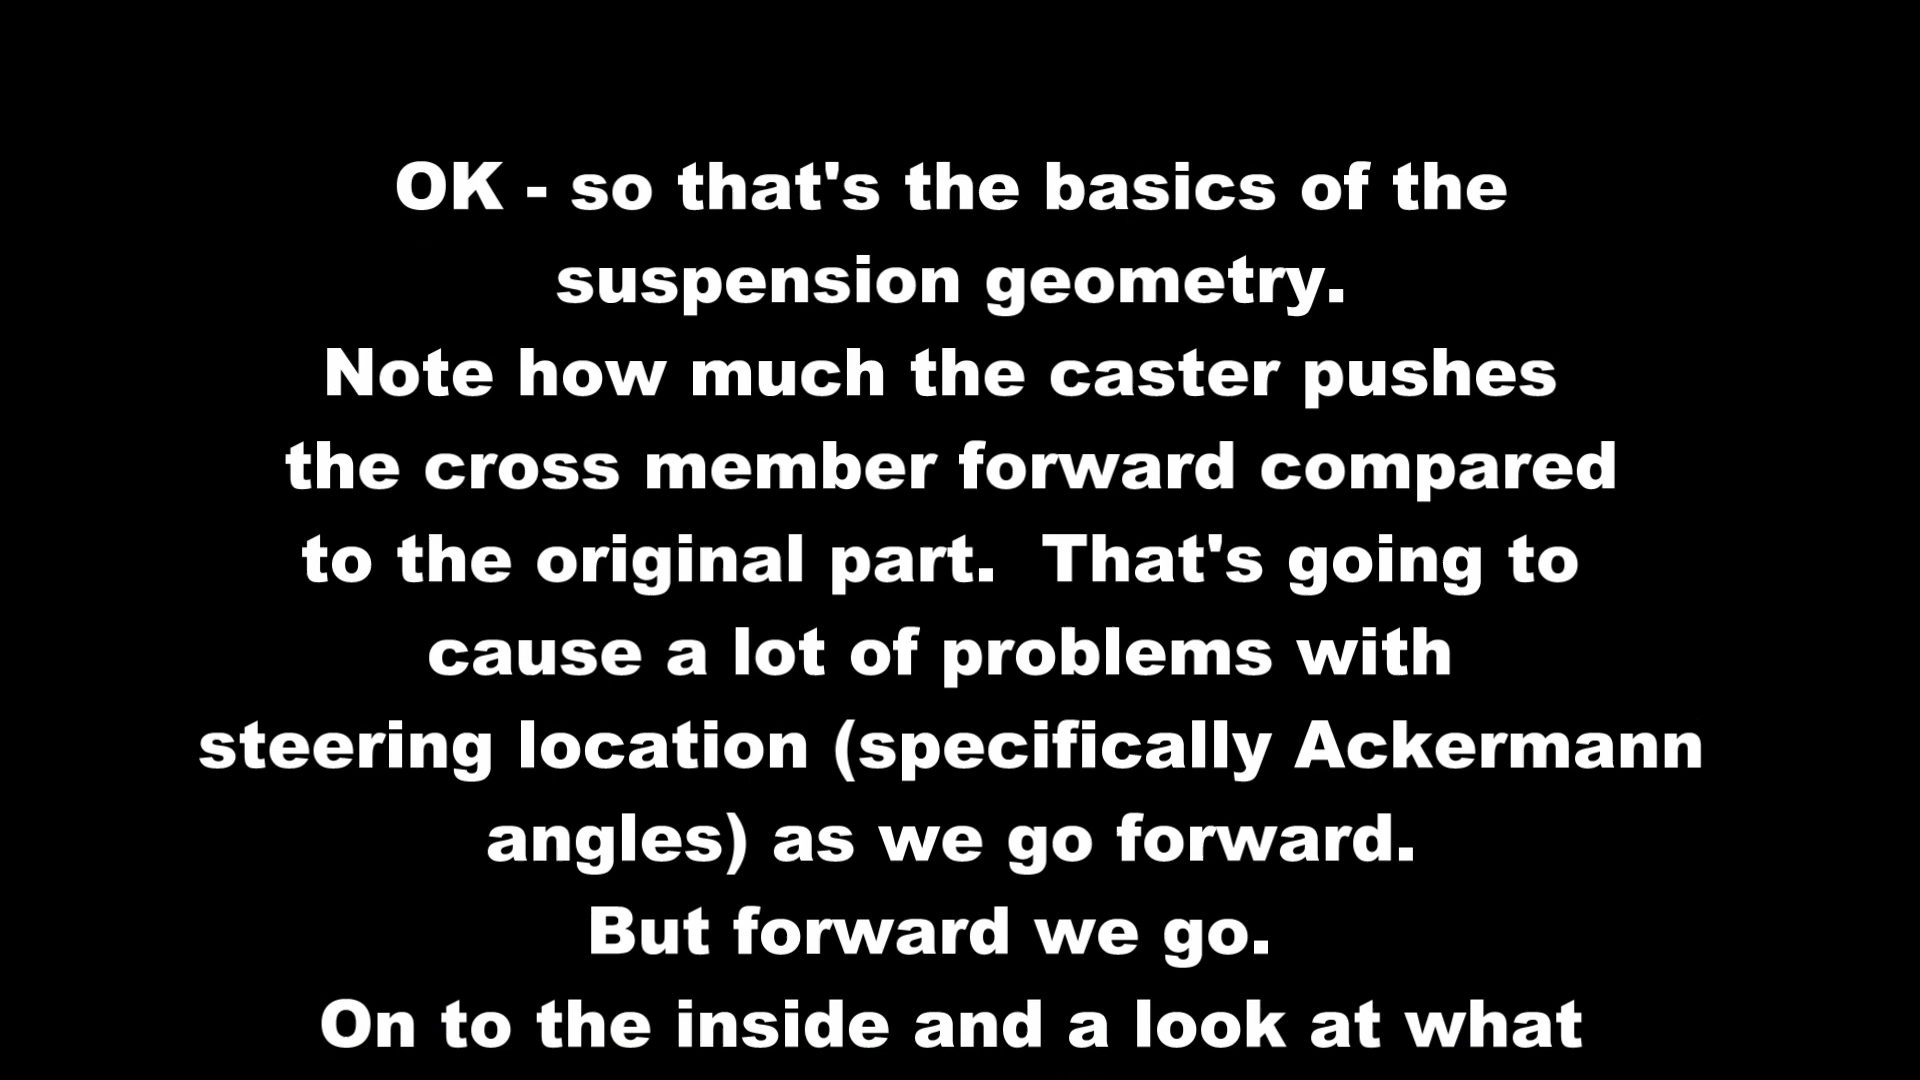 OK - so that's the basics of the
suspension geometry.
Note how much the caster pushes
the cross member forward compared
to the original part.  That's going to
cause a lot of problems with
steering location (specifically Ackermann
angles) as we go forward.
But forward we go.
On to the inside and a look at what